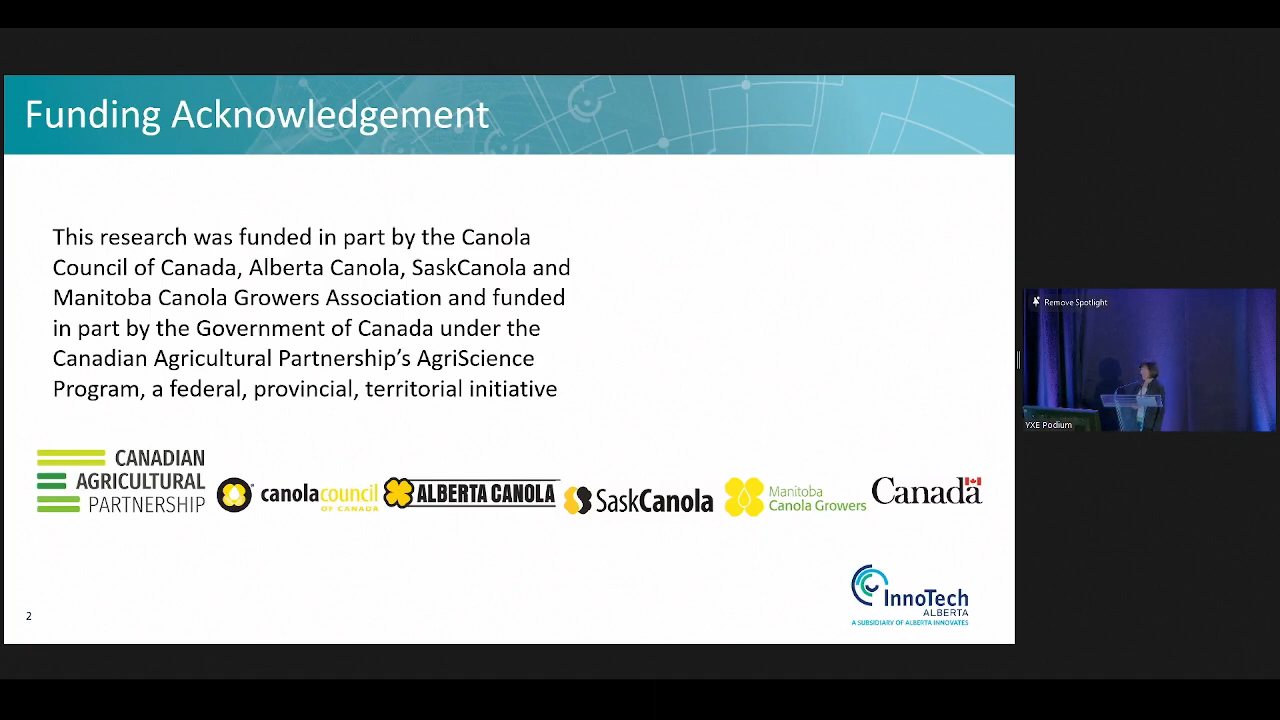 Funding Acknowledgement
This research was funded in part by the Canola
Council of Canada, Alberta Canola, SaskCanola and
Manitoba Canola Growers Association and funded
in part by the Government of Canada under the
Canadian Agricultural Partnership’s AgriScience
Program, a federal, provincial, territorial initiative
CANADIAN
AGRICULTURAL
PARTNERSHIP
canolacouncil
OF CANADA
ALBERTA CANOLA
SaskCanola
Manitoba
Canola Growers
Canada
InnoTech
ALBERTA
A SUBSIDIARY OF ALBERTA INNOVATES
2
Remove Spotlight
YXE Podium